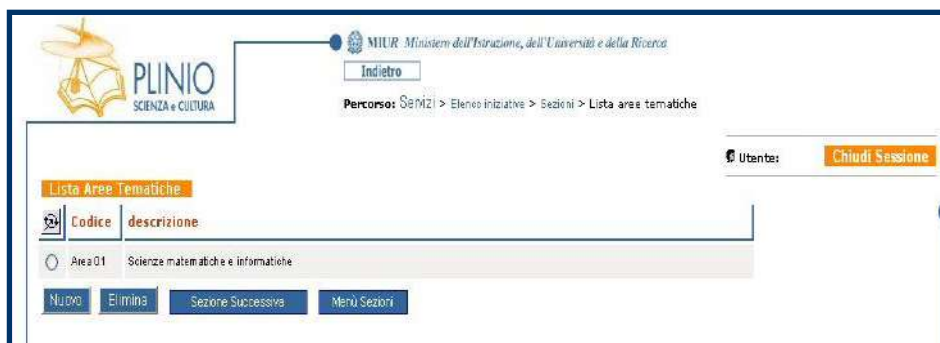 PLINIO
SCIENZA e CULTURA
MIUR Ministero dell'Istruzione, dell'Università e della Ricerca
Indietro
Percorso: Servizi > Elenco iniziative > Sezioni > Lista aree tematiche
Utente: Chiudi Sessione
Lista Aree Tematiche
Codice descrizione
Area 01 Scienze matematiche e informatiche
Nuovo Elimina Sezione Successiva Menù Sezioni